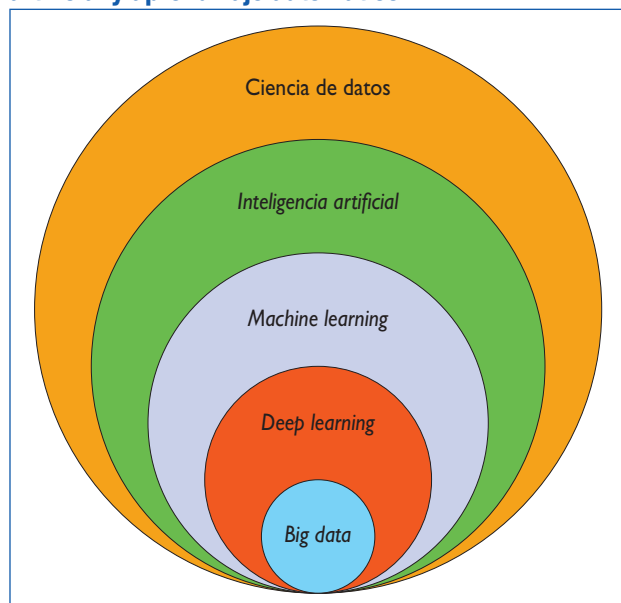 Ciencia de datos
Inteligencia artificial
Machine learning
Deep learning
Big data